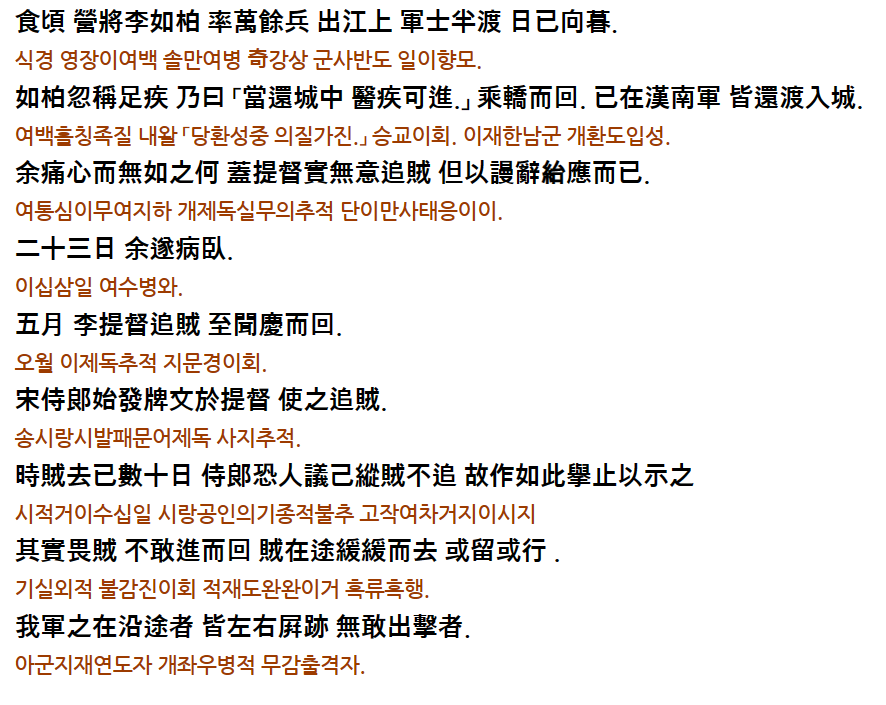 食頃 營將李如柏 率萬餘兵 出江上 軍士半渡 日已向暮.
식경 영장이여백 솔만여병 奇강상 군사반도 일이향모.
如柏忽稱足疾 乃曰「當還城中 醫疾可進.」乘轎而回. 已在漢南軍 皆還渡入城.
여백홀칭족질 내왈「당환성중 의질가진.」승교이회. 이재한남군 개환도입성.
余痛心而無如之何 蓋提督實無意追賊 但以謾辭紿應而已.
여통심이무여지하 개제독실무의추적 단이만사태응이이.
二十三日 余遂病臥.
이십삼일 여수병와.
五月 李提督追賊 至聞慶而回.
오월 이제독추적 지문경이회.
宋侍郞始發牌文於提督 使之追賊.
송시랑시발패문어제독 사지추적.
時賊去已數十日 侍郞恐人議己縱賊不追 故作如此擧止以示之
시적거이수십일 시랑공인의기종적불추 고작여차거지이시지
其實畏賊 不敢進而回 賊在途緩緩而去 或留或行 .
기실외적 불감진이회 적재도완완이거 혹류혹행.
我軍之在沿途者 皆左右屛跡 無敢出擊者.
아군지재연도자 개좌우병적 무감출격자.